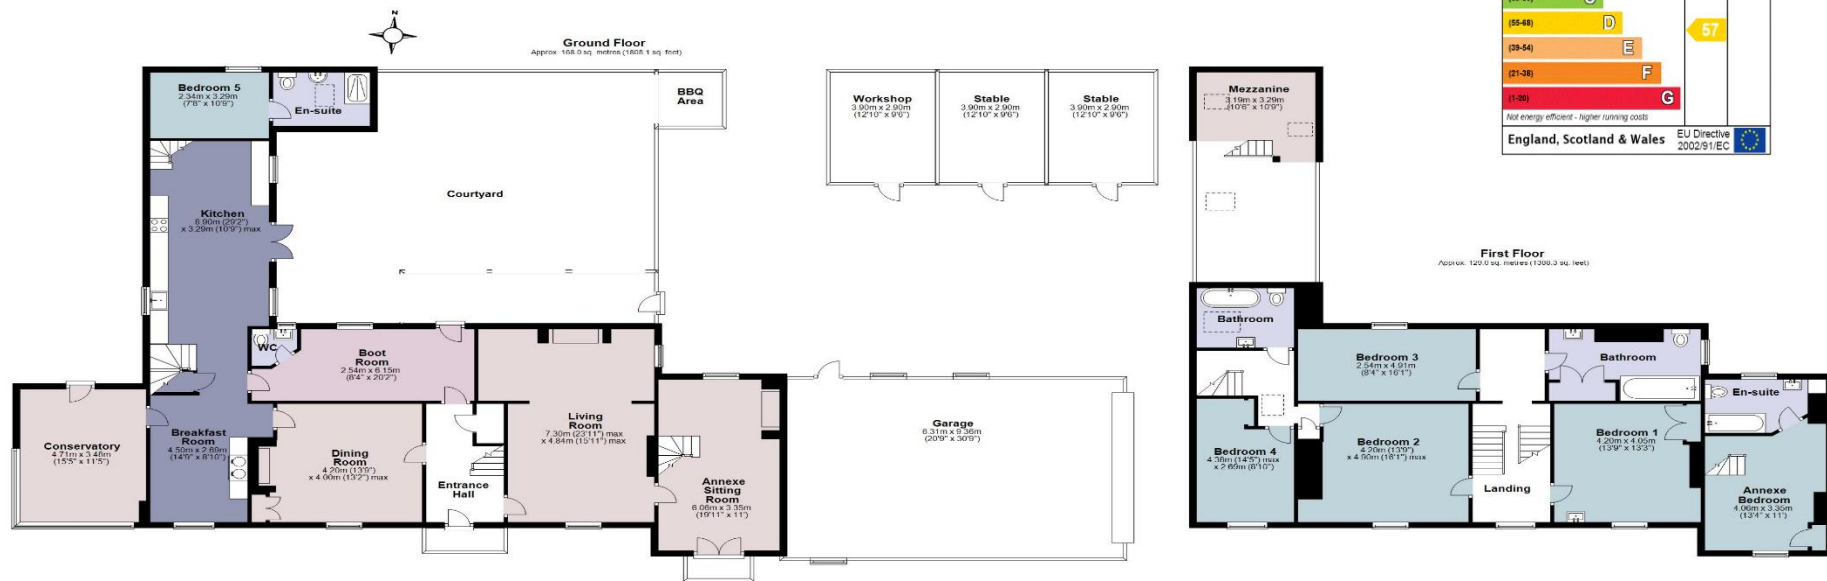 N
Ground Floor
Approx. 168.0 sq. metres (1808.1 sq. feet)
Bedroom 5
2.34m x 3.29m
(7'8" x 10'9")
En-suite
BBQ
Area
Courtyard
Kitchen
8.90m (29'2")
x 3.29m (10'9") max
WC
Boot
Room
2.54m x 6.15m
(8'4" x 20'2")
Conservatory
4.71m x 3.48m
(15'5" x 11'5")
Breakfast
Room
4.50m x 2.69m
(14'9" x 8'10")
Dining
Room
4.20m (13'9")
x 4.00m (13'2") max
Entrance
Hall
Living
Room
7.30m (23'11") max
x 4.84m (15'11") max
Annexe
Sitting
Room
6.06m x 3.35m
(19'11" x 11')
Garage
6.31m x 9.36m
(20'9" x 30'9")
Workshop
3.90m x 2.90m
(12'10" x 9'6")
Stable
3.90m x 2.90m
(12'10" x 9'6")
Stable
3.90m x 2.90m
(12'10" x 9'6")
Mezzanine
3.19m x 3.29m
(10'6" x 10'9")
First Floor
Approx. 129.0 sq. metres (1388.3 sq. feet)
Bathroom
Bedroom 3
2.54m x 4.91m
(8'4" x 16'1")
Bathroom
Bedroom 4
4.38m (14'5") max
x 2.69m (8'10")
Bedroom 2
4.20m (13'9")
x 4.90m (16'1") max
Landing
Bedroom 1
4.20m x 4.05m
(13'9" x 13'3")
En-suite
Annexe
Bedroom
4.06m x 3.35m
(13'4" x 11')
(55-68) D
57
(39-54) E
(21-38) F
(1-20) G
Not energy efficient - higher running costs
England, Scotland & Wales
EU Directive
2002/91/EC